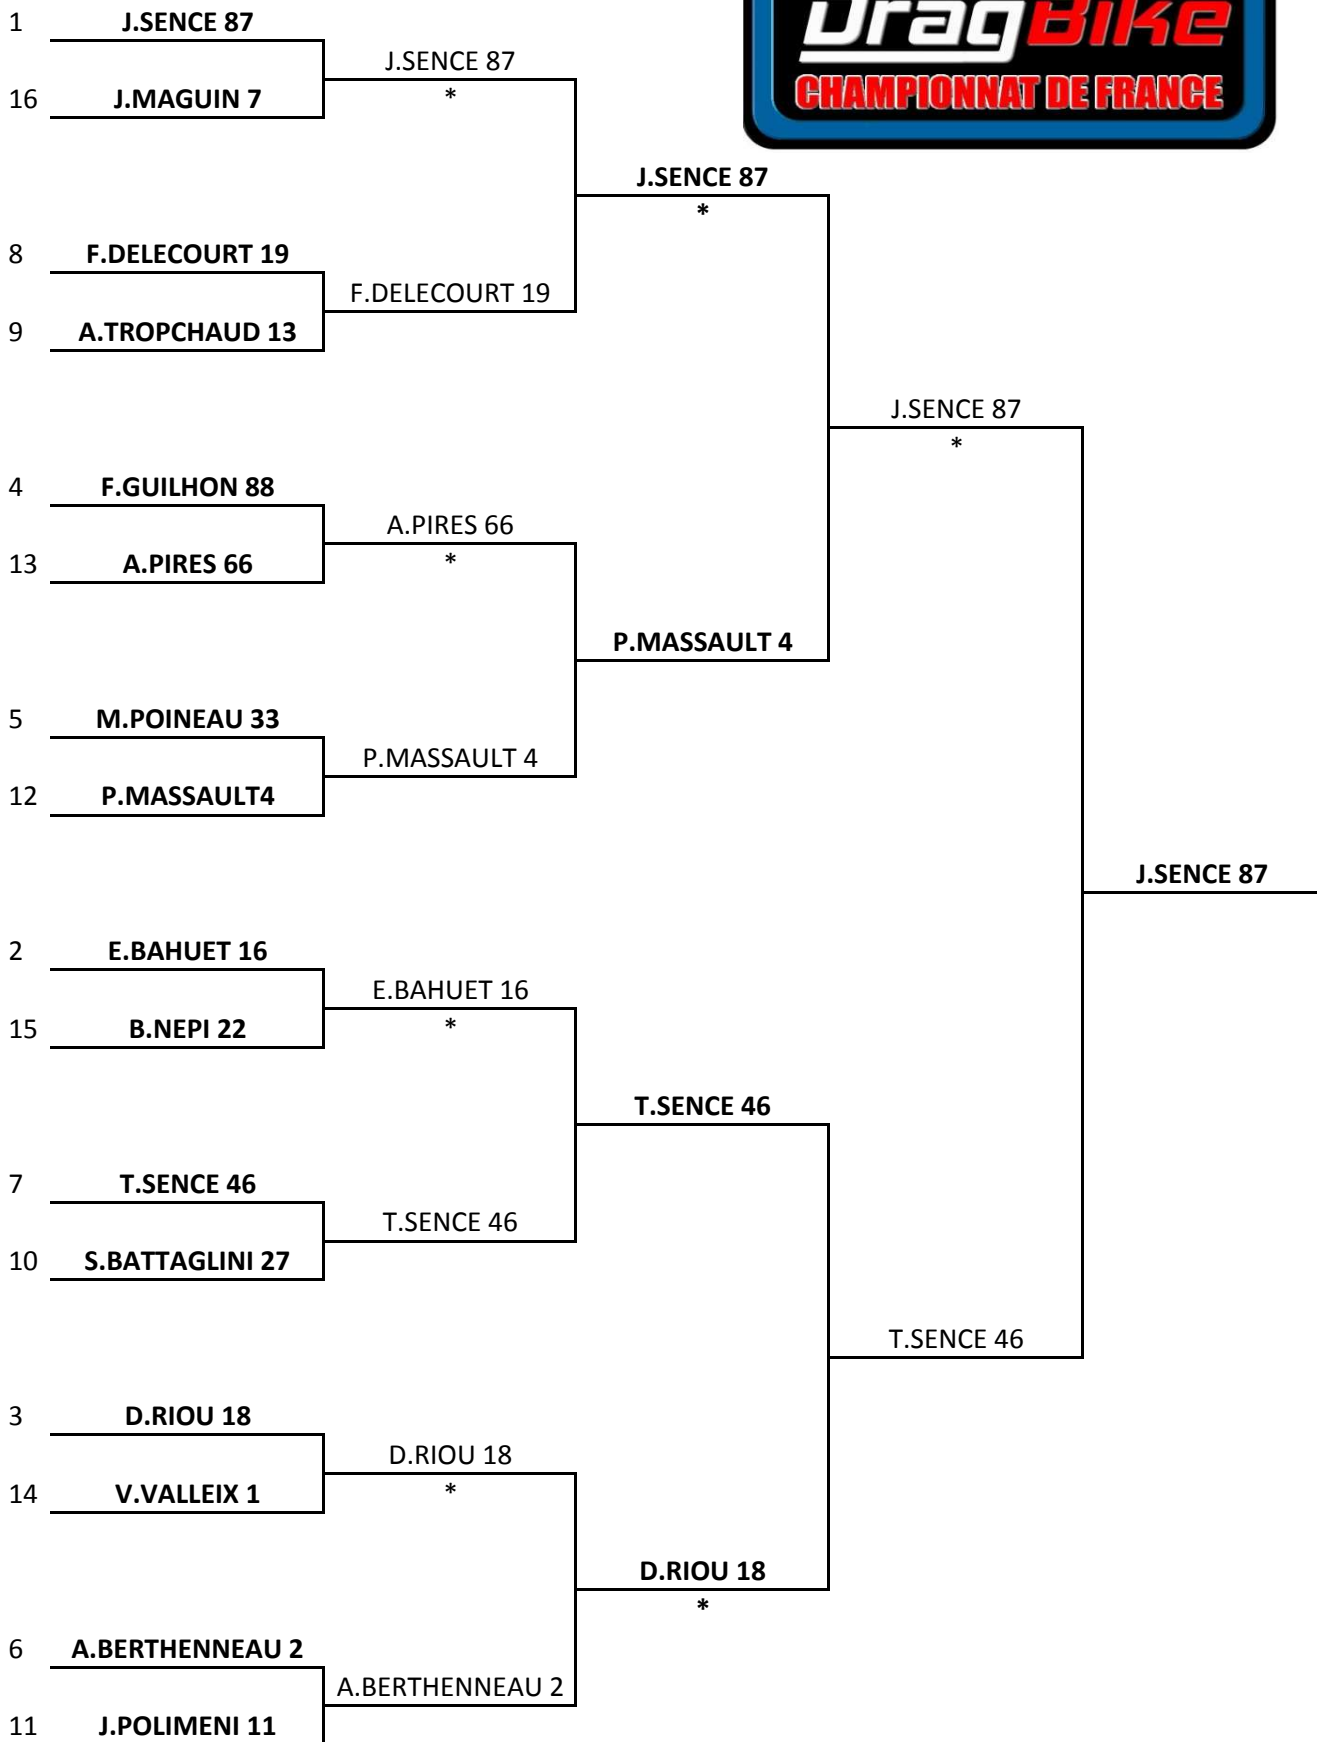 DragBike
CHAMPIONNAT DE FRANCE
1 J.SENCE 87
J.SENCE 87
*
16 J.MAGUIN 7
J.SENCE 87
*
8 F.DELECOURT 19
F.DELECOURT 19
9 A.TROPCHAUD 13
J.SENCE 87
*
4 F.GUILHON 88
A.PIRES 66
*
13 A.PIRES 66
P.MASSAULT 4
5 M.POINEAU 33
P.MASSAULT 4
12 P.MASSAULT4
J.SENCE 87
2 E.BAHUET 16
E.BAHUET 16
*
15 B.NEPI 22
T.SENCE 46
7 T.SENCE 46
T.SENCE 46
10 S.BATTAGLINI 27
T.SENCE 46
3 D.RIOU 18
D.RIOU 18
*
14 V.VALLEIX 1
D.RIOU 18
*
6 A.BERTHENNEAU 2
A.BERTHENNEAU 2
11 J.POLIMENI 11